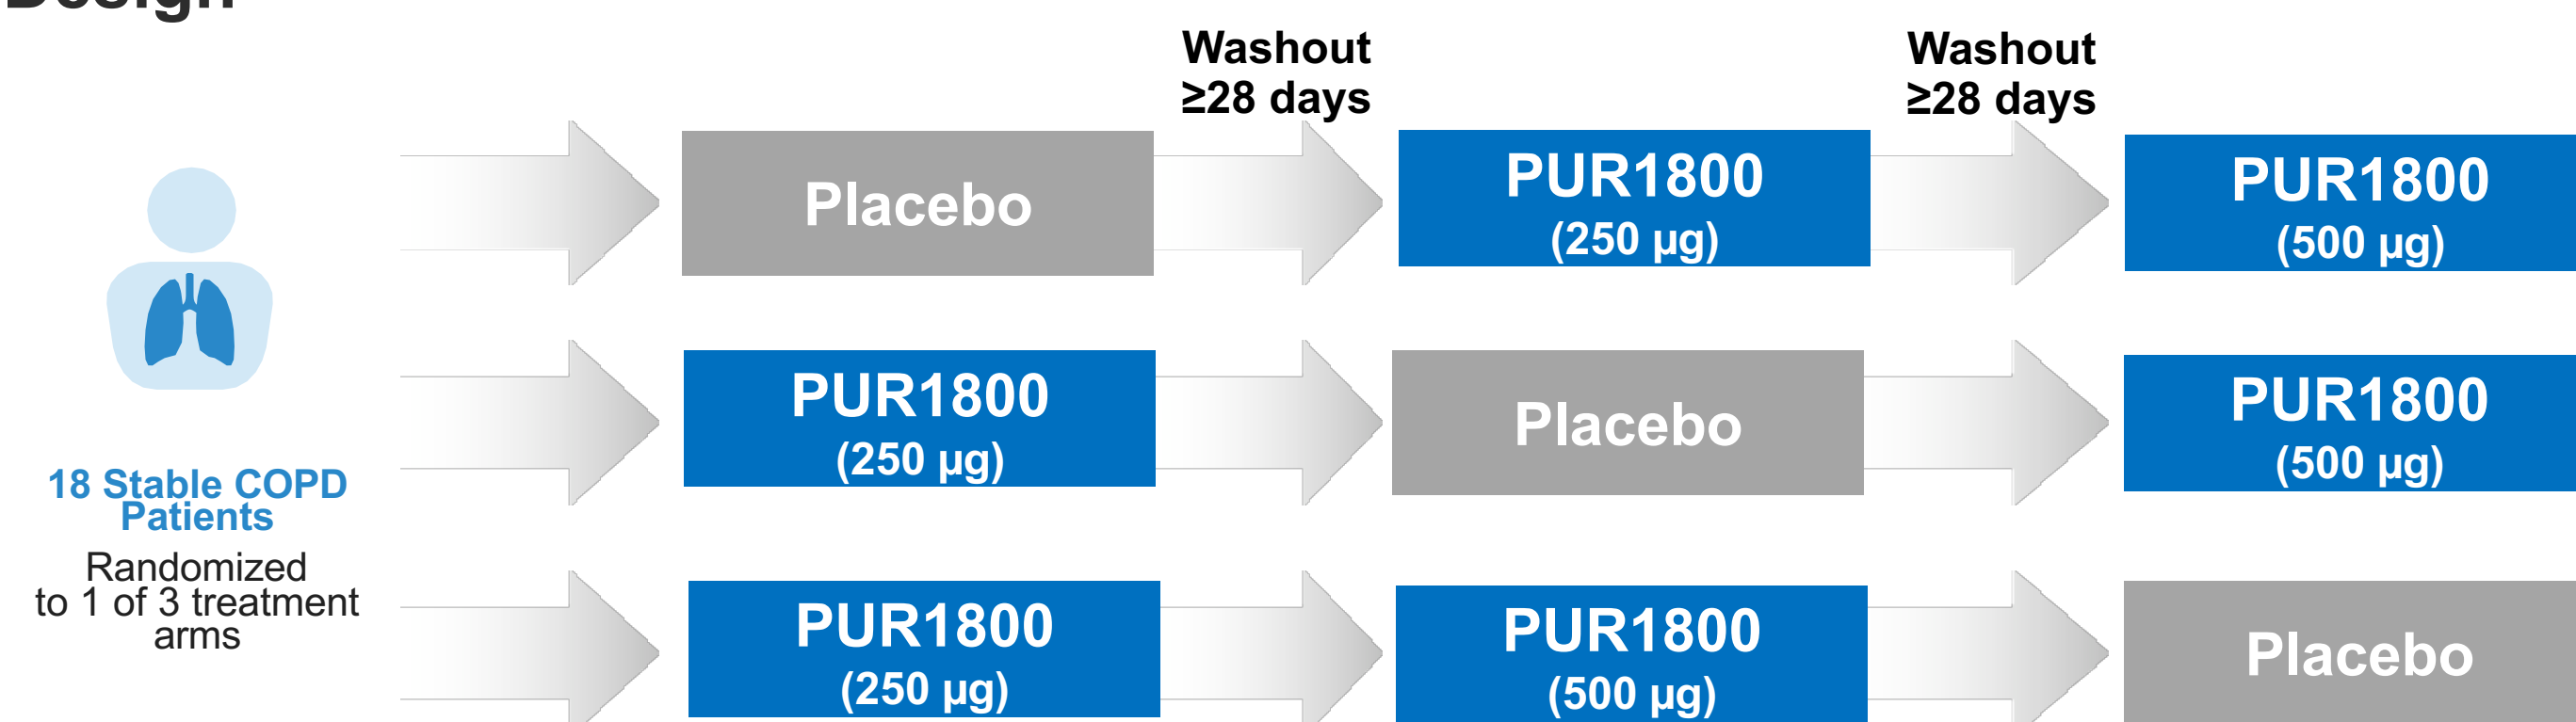 Design
Washout
≥28 days
Washout
≥28 days
Placebo
PUR1800
(250 µg)
PUR1800
(500 µg)
PUR1800
(250 µg)
Placebo
PUR1800
(500 µg)
18 Stable COPD
Patients
Randomized
to 1 of 3 treatment
arms
PUR1800
(250 µg)
PUR1800
(500 µg)
Placebo